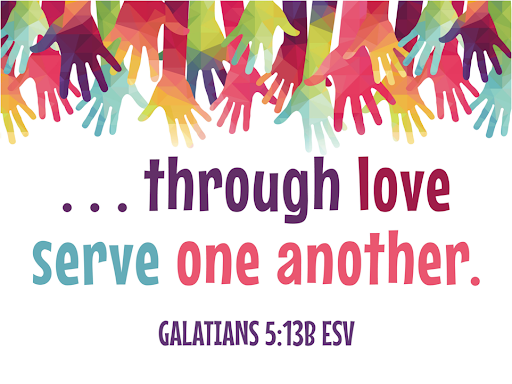 . . . through love
serve one another.
GALATIANS 5:13B ESV